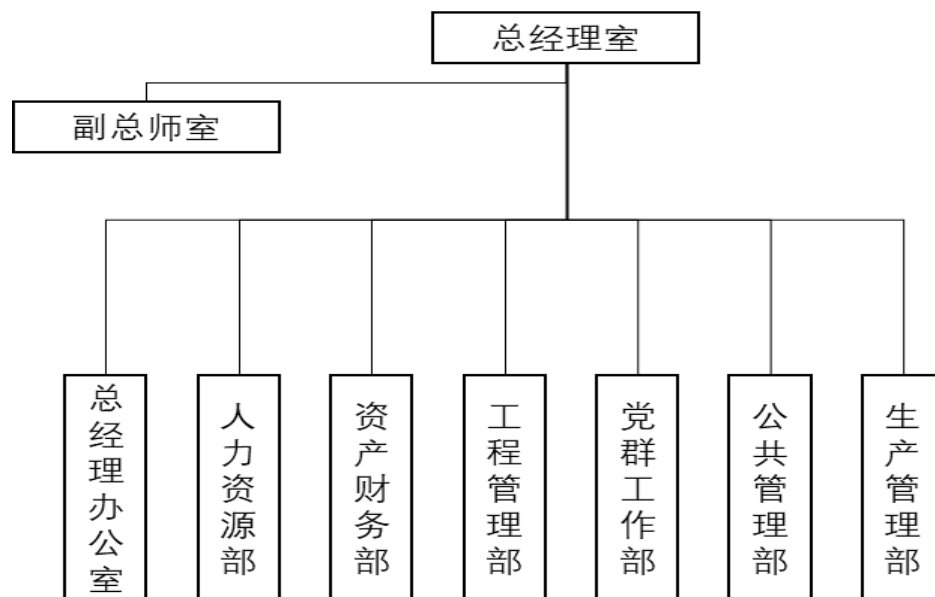 总经理室
副总师室
总经理办公室
人力资源部
资产财务部
工程管理部
党群工作部
公共管理部
生产管理部